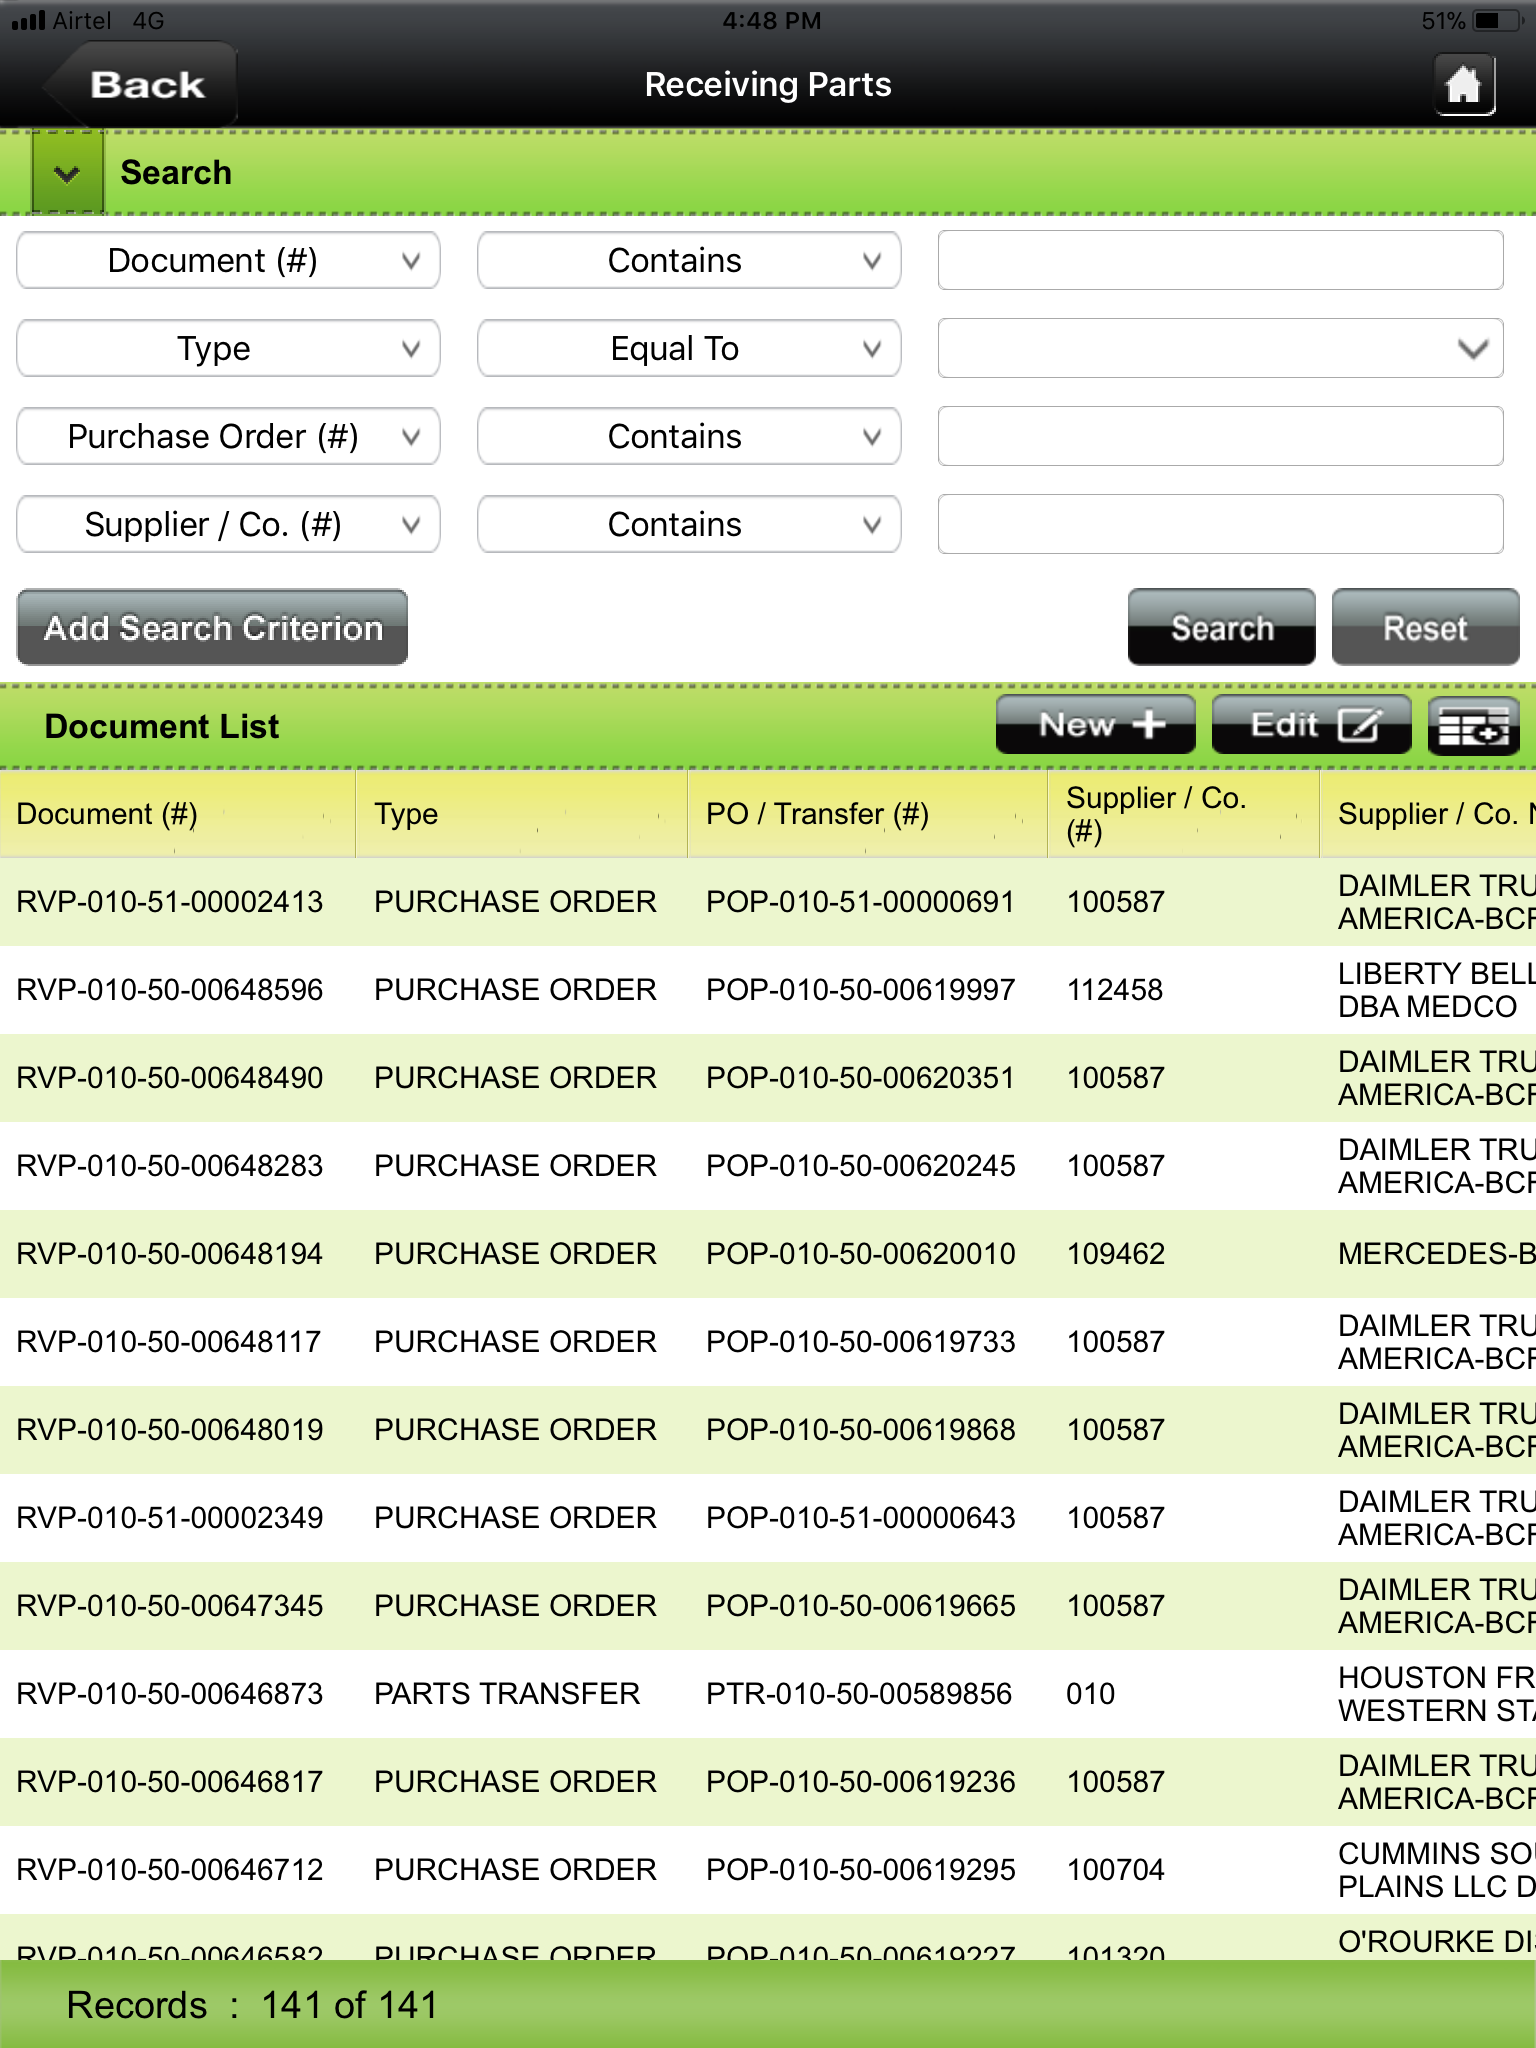 Airtel 4G 4:48 PM 51%
Back Receiving Parts
Search
Document (#) Contains
Type Equal To
Purchase Order (#) Contains
Supplier / Co. (#) Contains
Add Search Criterion Search Reset
Document List New Edit
Document (#) Type PO / Transfer (#) Supplier / Co. (#) Supplier / Co.
RVP-010-51-00002413 PURCHASE ORDER POP-010-51-00000691 100587 DAIMLER TRU
AMERICA-BCF
RVP-010-50-00648596 PURCHASE ORDER POP-010-50-00619997 112458 LIBERTY BELL
DBA MEDCO
RVP-010-50-00648490 PURCHASE ORDER POP-010-50-00620351 100587 DAIMLER TRU
AMERICA-BCF
RVP-010-50-00648283 PURCHASE ORDER POP-010-50-00620245 100587 DAIMLER TRU
AMERICA-BCF
RVP-010-50-00648194 PURCHASE ORDER POP-010-50-00620010 109462 MERCEDES-B
RVP-010-50-00648117 PURCHASE ORDER POP-010-50-00619733 100587 DAIMLER TRU
AMERICA-BCF
RVP-010-50-00648019 PURCHASE ORDER POP-010-50-00619868 100587 DAIMLER TRU
AMERICA-BCF
RVP-010-51-00002349 PURCHASE ORDER POP-010-51-00000643 100587 DAIMLER TRU
AMERICA-BCF
RVP-010-50-00647345 PURCHASE ORDER POP-010-50-00619665 100587 DAIMLER TRU
AMERICA-BCF
RVP-010-50-00646873 PARTS TRANSFER PTR-010-50-00589856 010 HOUSTON FR
WESTERN STA
RVP-010-50-00646817 PURCHASE ORDER POP-010-50-00619236 100587 DAIMLER TRU
AMERICA-BCF
RVP-010-50-00646712 PURCHASE ORDER POP-010-50-00619295 100704 CUMMINS SOU
PLAINS LLC D
RVP-010-50-00646582 PURCHASE ORDER POP-010-50-00619227 101320 O'ROURKE DIS
Records : 141 of 141